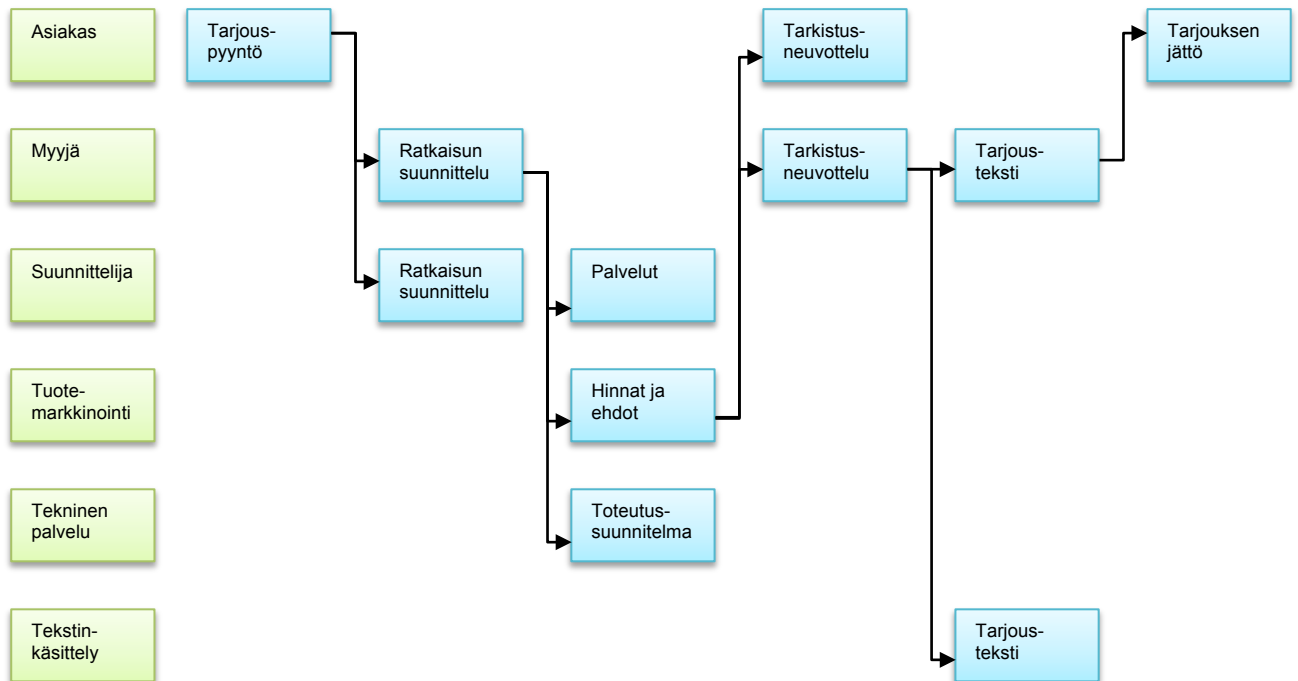 Asiakas
Tarjous-
pyyntö
Tarkistus-
neuvottelu
Tarjouksen
jättö
Myyjä
Ratkaisun
suunnittelu
Tarkistus-
neuvottelu
Tarjous-
teksti
Suunnittelija
Ratkaisun
suunnittelu
Palvelut
Tuote-
markkinointi
Hinnat ja
ehdot
Tekninen
palvelu
Toteutus-
suunnitelma
Tekstin-
käsittely
Tarjous-
teksti